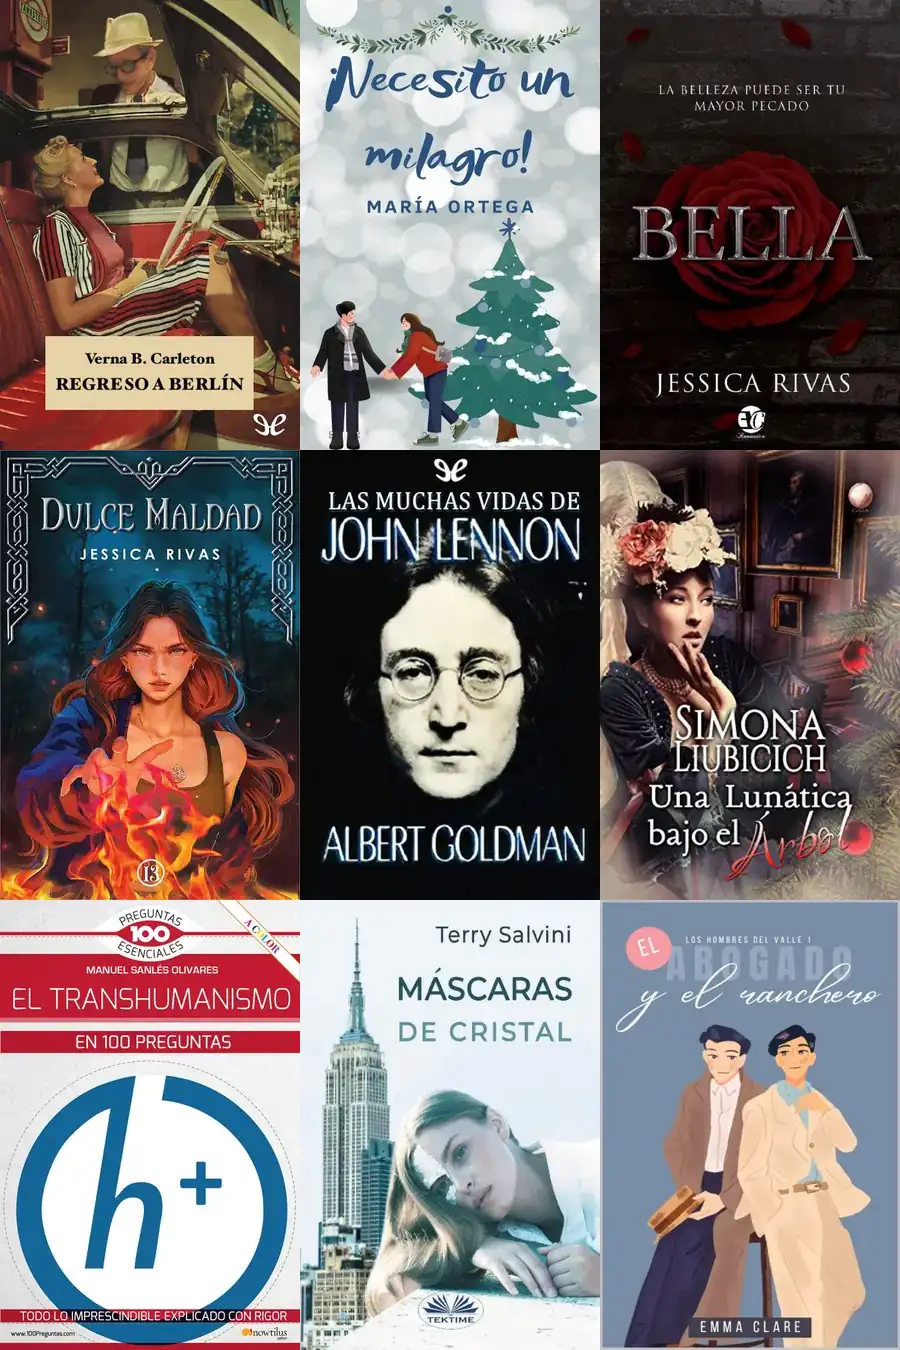 Verna B. Carleton
REGRESO A BERLÍN
¡Necesito un
milagro!
MARÍA ORTEGA
LA BELLEZA PUEDE SER TU
MAYOR PECADO
BELLA
JESSICA RIVAS
EC
Romántica
DULCE MALDAD
JESSICA RIVAS
13
LAS MUCHAS VIDAS DE
JOHN LENNON
ALBERT GOLDMAN
SIMONA
LIUBICICH
Una Lunática
bajo el Árbol
PREGUNTAS
100
ESENCIALES
A COLOR
MANUEL SANLÉS OLIVARES
EL TRANSHUMANISMO
EN 100 PREGUNTAS
h+
TODO LO IMPRESCINDIBLE EXPLICADO CON RIGOR
www.100Preguntas.com
nowtilus
saber
Terry Salvini
MÁSCARAS
DE CRISTAL
TEKTIME
LOS HOMBRES DEL VALLE 1
EL
ABOGADO
y el ranchero
EMMA CLARE